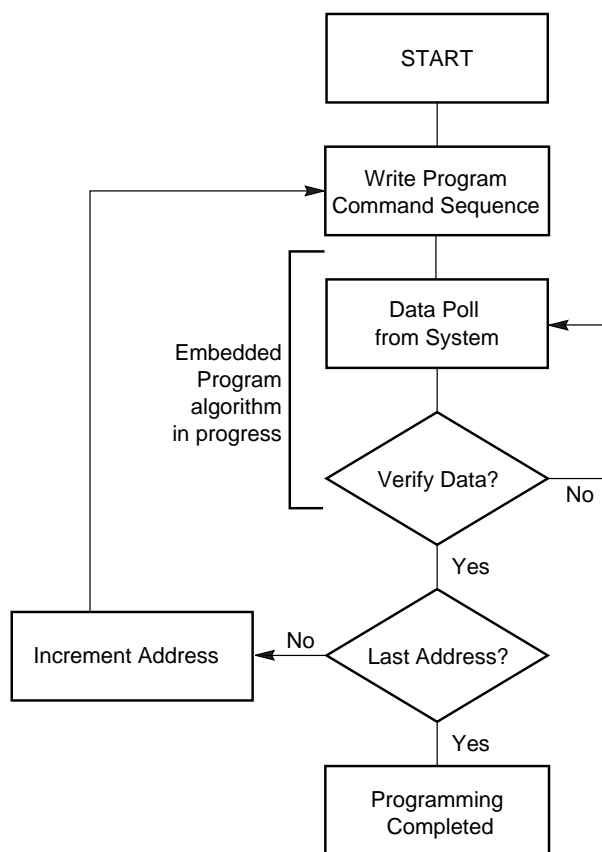 START
Write Program
Command Sequence
Data Poll
from System
Embedded
Program
algorithm
in progress
Verify Data?
No
Yes
No
Increment Address
Last Address?
Yes
Programming
Completed